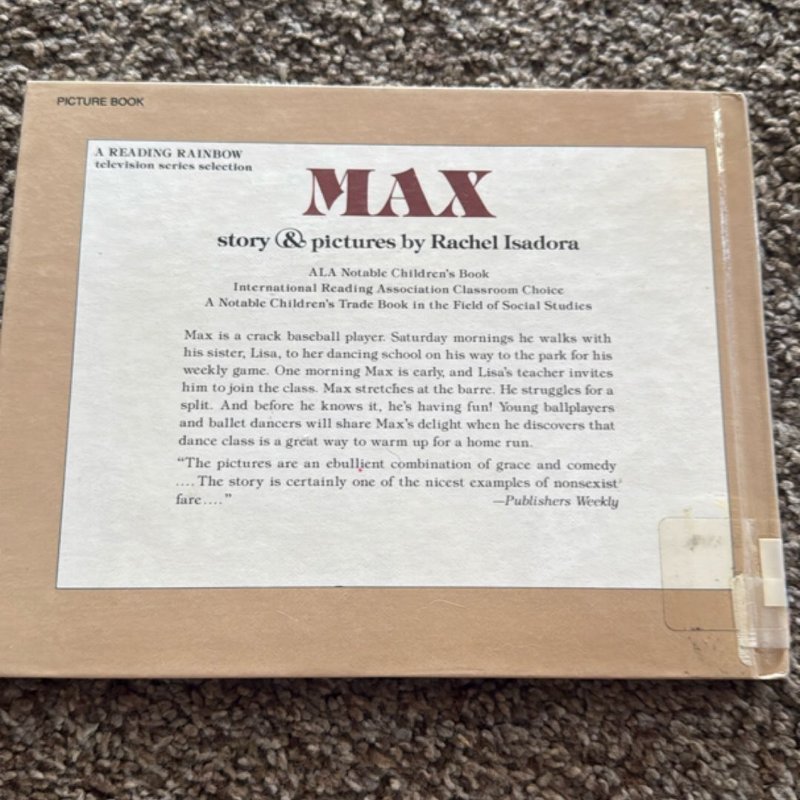 PICTURE BOOK
A READING RAINBOW
television series selection
MAX
story & pictures by Rachel Isadora
ALA Notable Children's Book
International Reading Association Classroom Choice
A Notable Children's Trade Book in the Field of Social Studies
Max is a crack baseball player. Saturday mornings he walks with
his sister, Lisa, to her dancing school on his way to the park for his
weekly game. One morning Max is early, and Lisa's teacher invites
him to join the class. Max stretches at the barre. He struggles for a
split. And before he knows it, he's having fun! Young ballplayers
and ballet dancers will share Max's delight when he discovers that
dance class is a great way to warm up for a home run.
"The pictures are an ebullient combination of grace and comedy
....The story is certainly one of the nicest examples of nonsexist
fare...." —Publishers Weekly